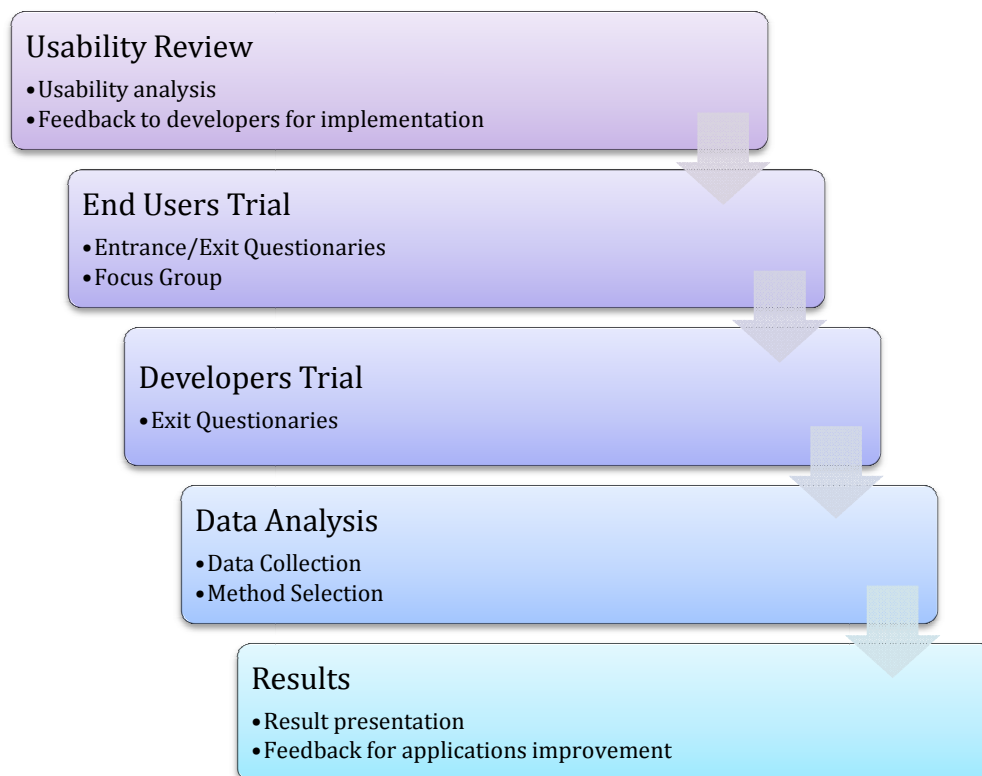 Usability Review
•Usability analysis
•Feedback to developers for implementation
End Users Trial
•Entrance/Exit Questionaries
•Focus Group
Developers Trial
•Exit Questionaries
Data Analysis
•Data Collection
•Method Selection
Results
•Result presentation
•Feedback for applications improvement